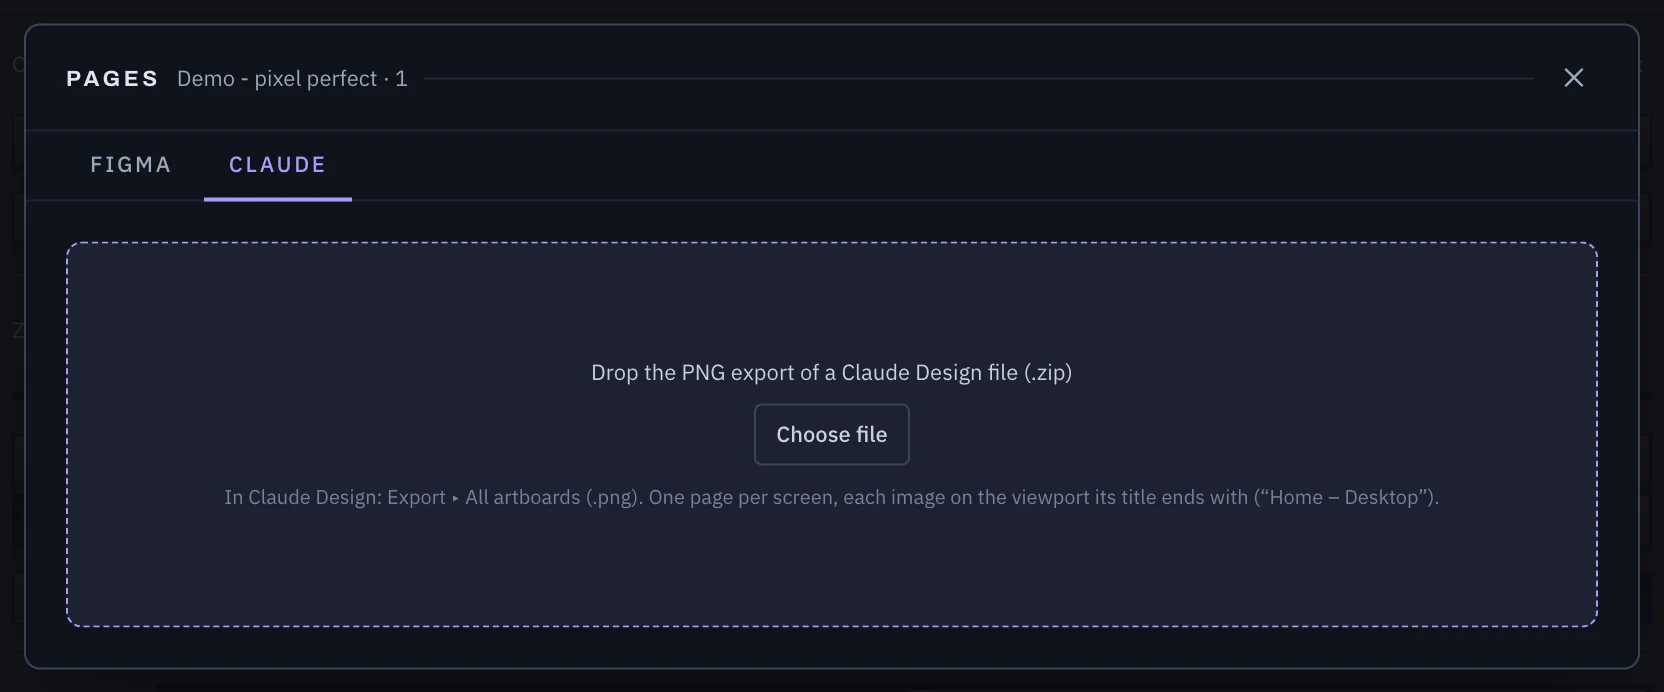 PAGES Demo - pixel perfect · 1
FIGMA CLAUDE
Drop the PNG export of a Claude Design file (.zip)
Choose file
In Claude Design: Export ▸ All artboards (.png). One page per screen, each image on the viewport its title ends with (“Home – Desktop”).